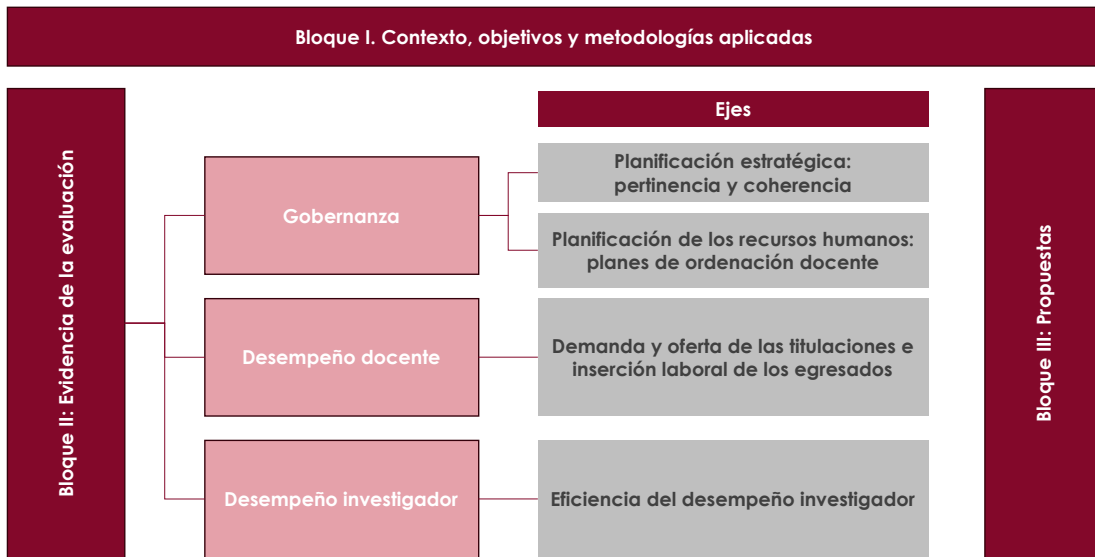 Bloque I. Contexto, objetivos y metodologías aplicadas
Bloque II: Evidencia de la evaluación
Ejes
Gobernanza
Planificación estratégica:
pertinencia y coherencia
Planificación de los recursos humanos:
planes de ordenación docente
Desempeño docente
Demanda y oferta de las titulaciones e
inserción laboral de los egresados
Desempeño investigador
Eficiencia del desempeño investigador
Bloque III: Propuestas